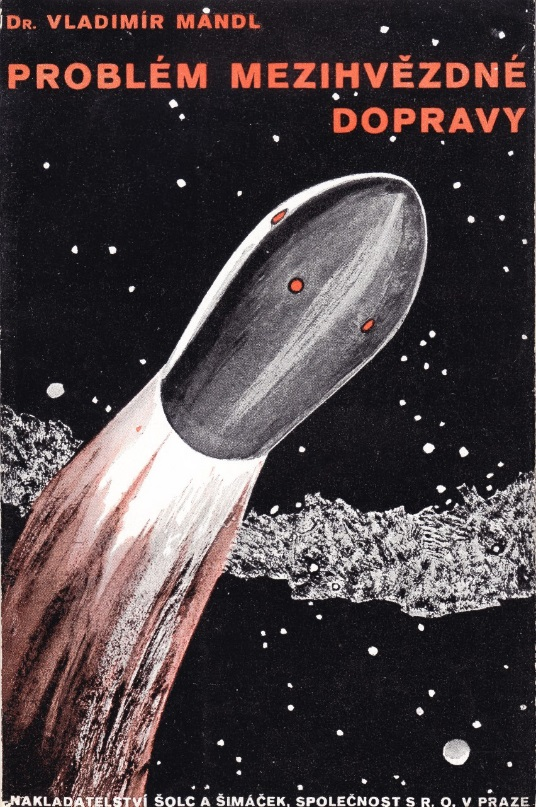 DR. VLADIMÍR MANDL
PROBLÉM MEZIHVĚZDNÉ
DOPRAVY
NAKLADATELSTVÍ ŠOLC A ŠIMÁČEK, SPOLEČNOST S R. O. V PRAZE